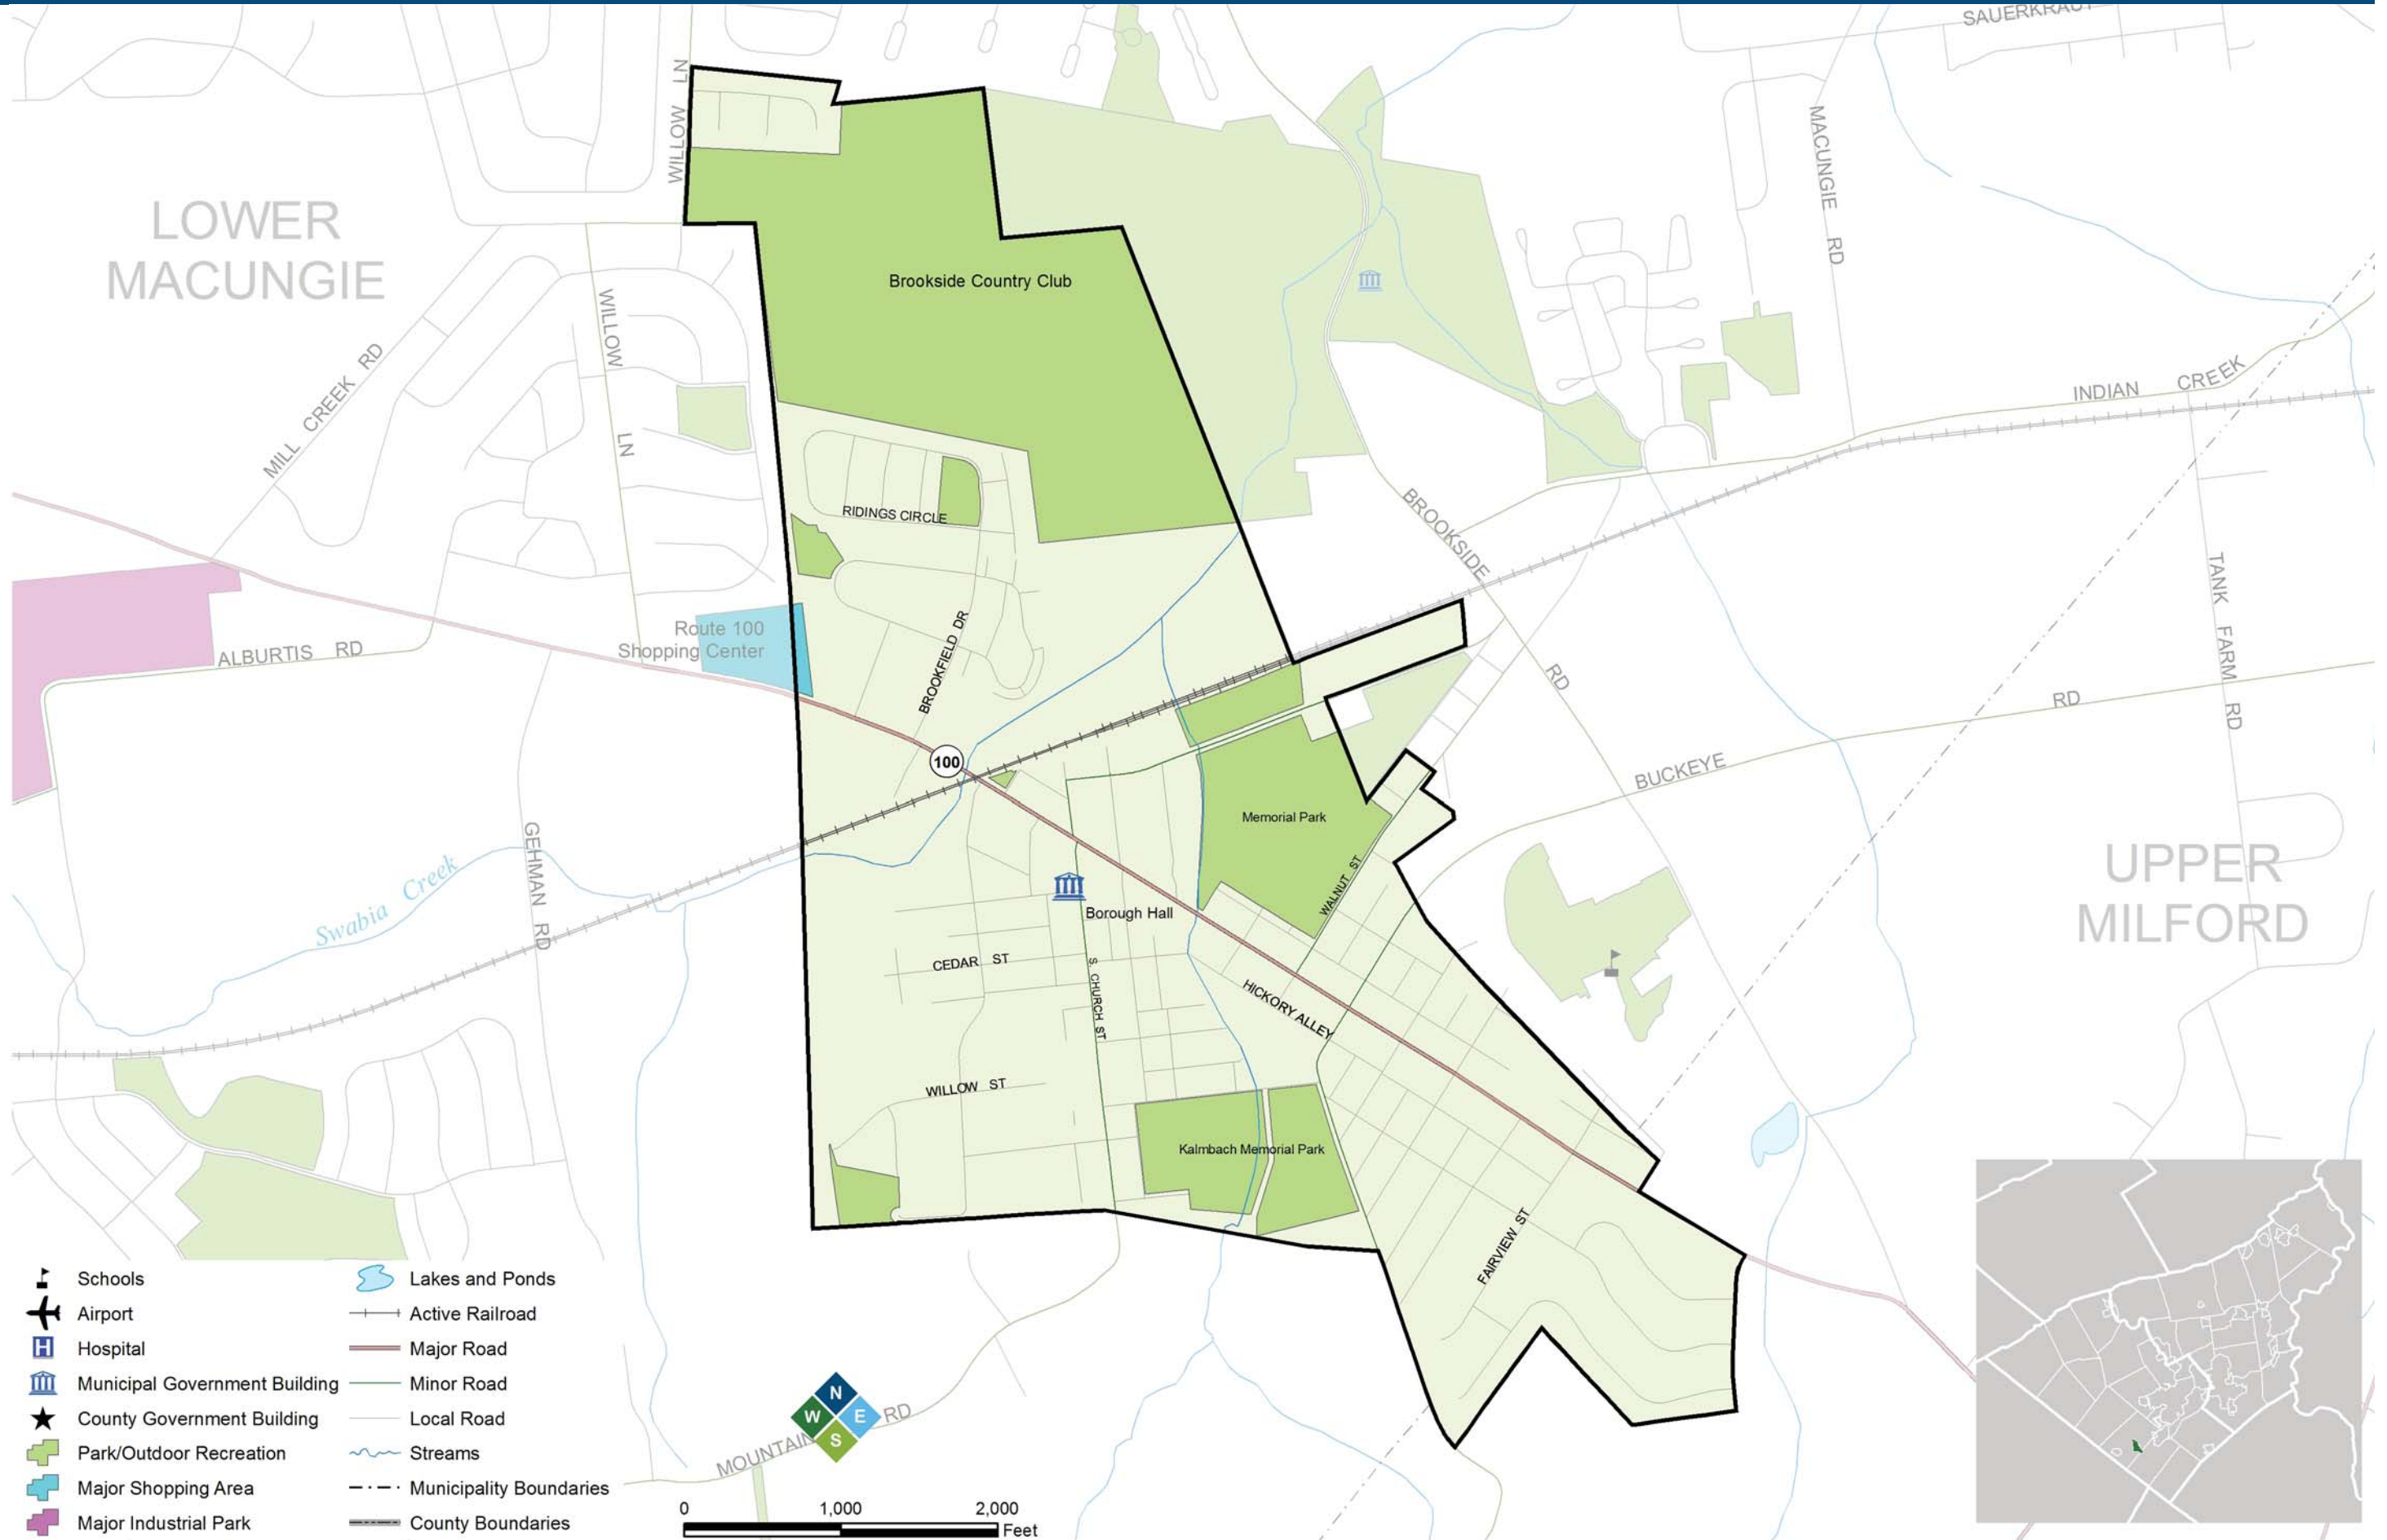 SAUERKRAUT
WILLOW LN
MACUNGIE RD
LOWER
MACUNGIE
Brookside Country Club
WILLOW LN
MILL CREEK RD
INDIAN CREEK
RIDINGS CIRCLE
BROOKSIDE RD
TANK FARM RD
Route 100
Shopping Center
ALBURTIS RD
BROOKFIELD DR
100
BUCKEYE RD
Memorial Park
GEHMAN RD
Swabia Creek
UPPER
MILFORD
WALNUT ST
Borough Hall
CEDAR ST
S CHURCH ST
HICKORY ALLEY
WILLOW ST
Kalmbach Memorial Park
FAIRVIEW ST
MOUNTAIN RD
N
W E
S
Schools
Airport
H Hospital
Municipal Government Building
County Government Building
Park/Outdoor Recreation
Major Shopping Area
Major Industrial Park
Lakes and Ponds
Active Railroad
Major Road
Minor Road
Local Road
Streams
Municipality Boundaries
County Boundaries
0 1,000 2,000
Feet